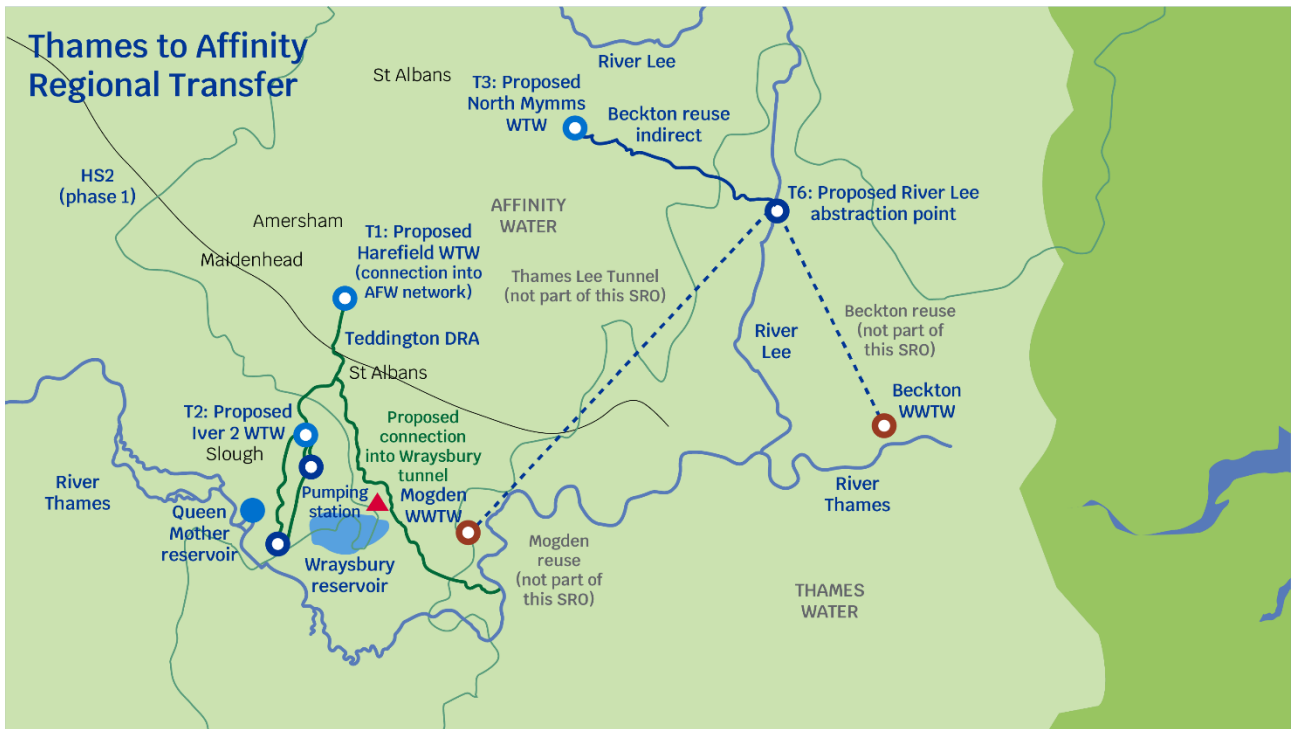 Thames to Affinity
Regional Transfer
St Albans
River Lee
T3: Proposed
North Mymms
WTW
Beckton reuse
indirect
HS2
(phase 1)
T6: Proposed River Lee
abstraction point
AFFINITY
WATER
Amersham
T1: Proposed
Harefield WTW
(connection into
AFW network)
Maidenhead
Thames Lee Tunnel
(not part of this SRO)
Beckton reuse
(not part of
this SRO)
Teddington DRA
River
Lee
St Albans
Beckton
WWTW
T2: Proposed
Iver 2 WTW
Slough
Proposed
connection
into Wraysbury
tunnel
River
Thames
River
Thames
Pumping
station
Mogden
WWTW
Queen
Mother
reservoir
Wraysbury
reservoir
Mogden
reuse
(not part of
this SRO)
THAMES
WATER